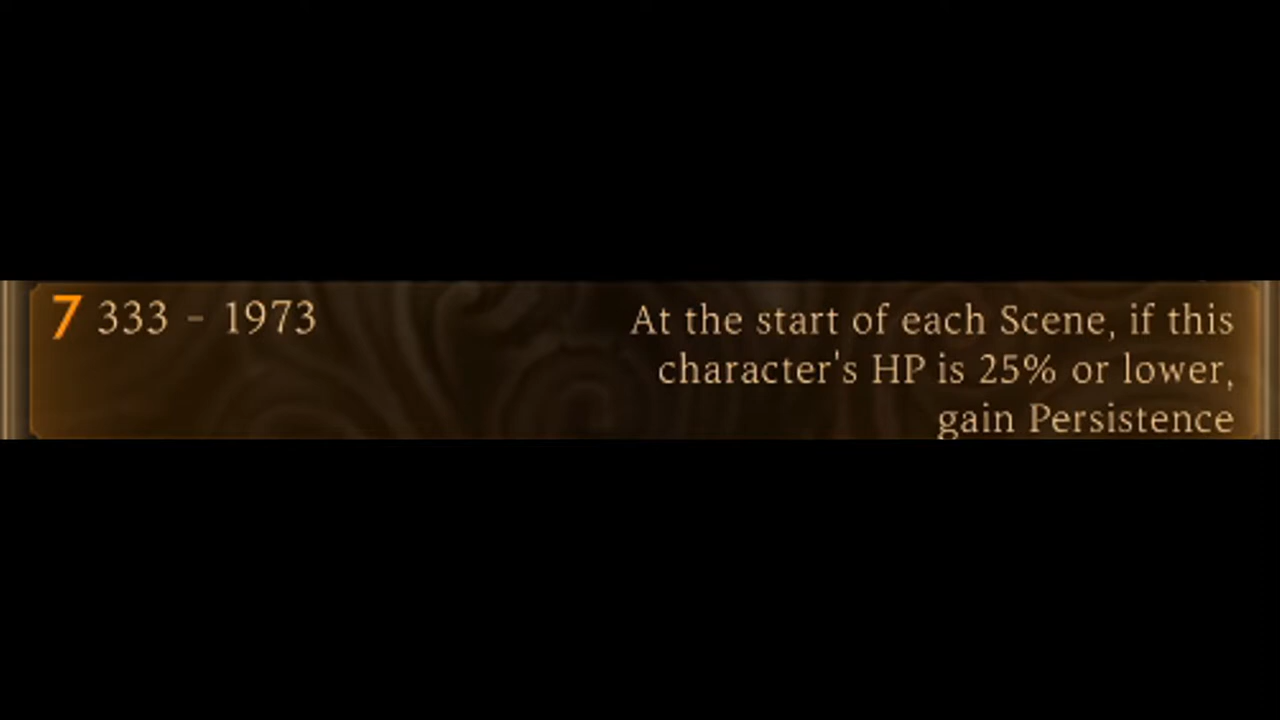 7 333 - 1973
At the start of each Scene, if this
character's HP is 25% or lower,
gain Persistence